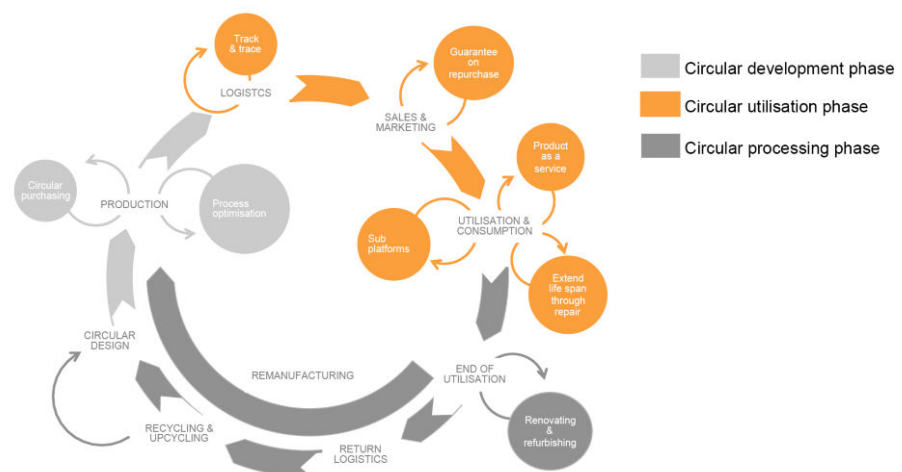 Track
& trace
LOGISTCS
Guarantee
on
repurchase
SALES &
MARKETING
Circular development phase
Circular utilisation phase
Circular processing phase
Product
as a
service
Circular
purchasing
PRODUCTION
Process
optimisation
Sub
platforms
UTILISATION &
CONSUMPTION
Extend
life span
through
repair
CIRCULAR
DESIGN
REMANUFACTURING
END OF
UTILISATION
RECYCLING &
UPCYCLING
RETURN
LOGISTICS
Renovating
&
refurbishing